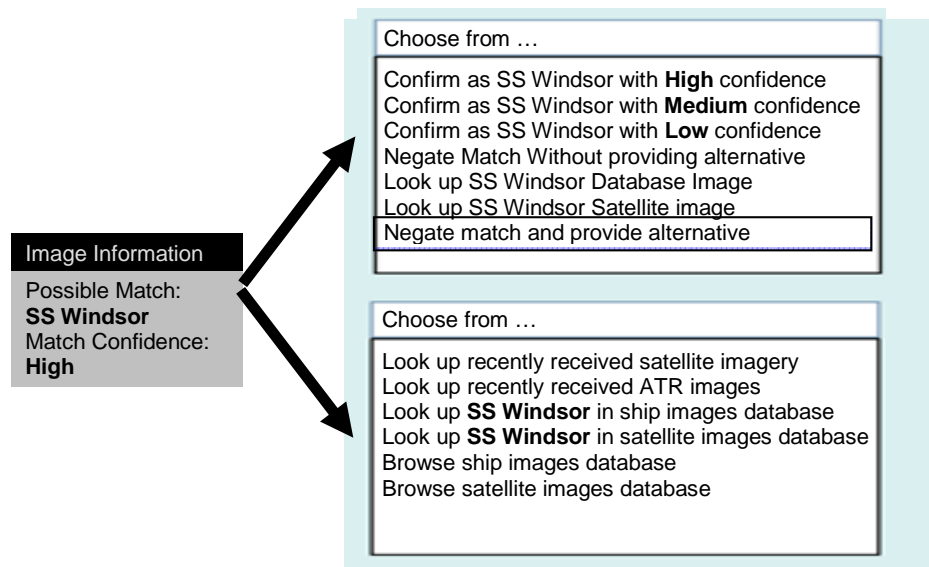 Choose from …
Confirm as SS Windsor with High confidence
Confirm as SS Windsor with Medium confidence
Confirm as SS Windsor with Low confidence
Negate Match Without providing alternative
Look up SS Windsor Database Image
Look up SS Windsor Satellite image
Negate match and provide alternative
Image Information
Possible Match:
SS Windsor
Match Confidence:
High
Choose from …
Look up recently received satellite imagery
Look up recently received ATR images
Look up SS Windsor in ship images database
Look up SS Windsor in satellite images database
Browse ship images database
Browse satellite images database